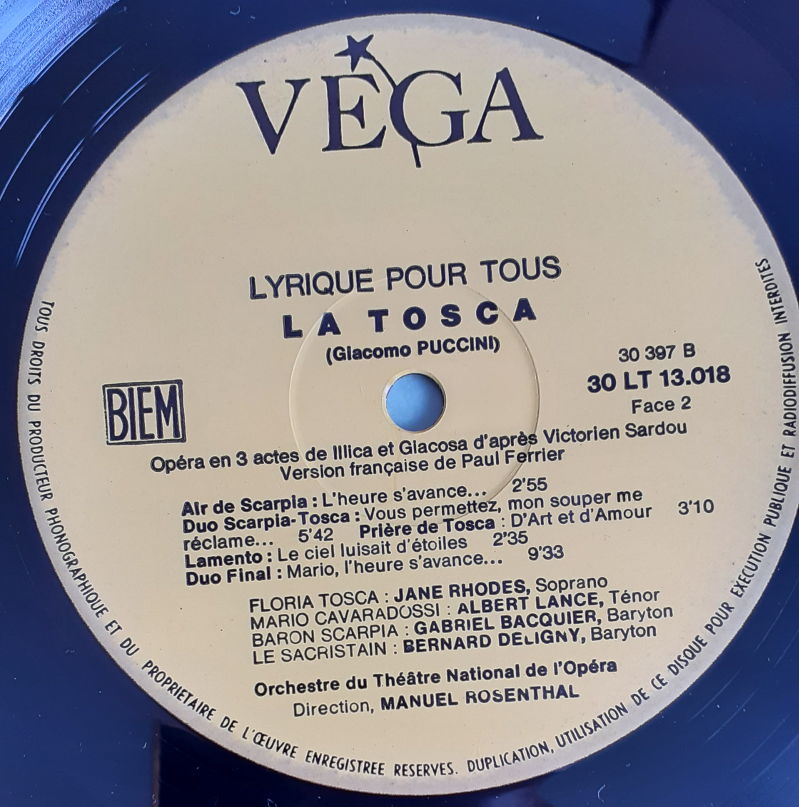 VEGA
LYRIQUE POUR TOUS
LA TOSCA
(Giacomo PUCCINI)
BIEM
30 397 B
30 LT 13.018
Face 2
Opéra en 3 actes de Illica et Giacosa d'après Victorien Sardou
Version française de Paul Ferrier
Air de Scarpia : L'heure s'avance... 2'55
Duo Scarpia-Tosca : Vous permettez, mon souper me
réclame... 5'42 Prière de Tosca : D'Art et d'Amour 3'10
Lamento : Le ciel luisait d'étoiles 2'35
Duo Final : Mario, l'heure s'avance... 9'33
FLORIA TOSCA : JANE RHODES, Soprano
MARIO CAVARADOSSI : ALBERT LANCE, Ténor
BARON SCARPIA : GABRIEL BACQUIER, Baryton
LE SACRISTAIN : BERNARD DELIGNY, Baryton
Orchestre du Théâtre National de l'Opéra
Direction, MANUEL ROSENTHAL
TOUS DROITS DU PRODUCTEUR PHONOGRAPHIQUE ET DU PROPRIETAIRE DE L'ŒUVRE ENREGISTREE RESERVES. DUPLICATION, UTILISATION DE CE DISQUE POUR EXECUTION PUBLIQUE ET RADIODIFFUSION INTERDITES